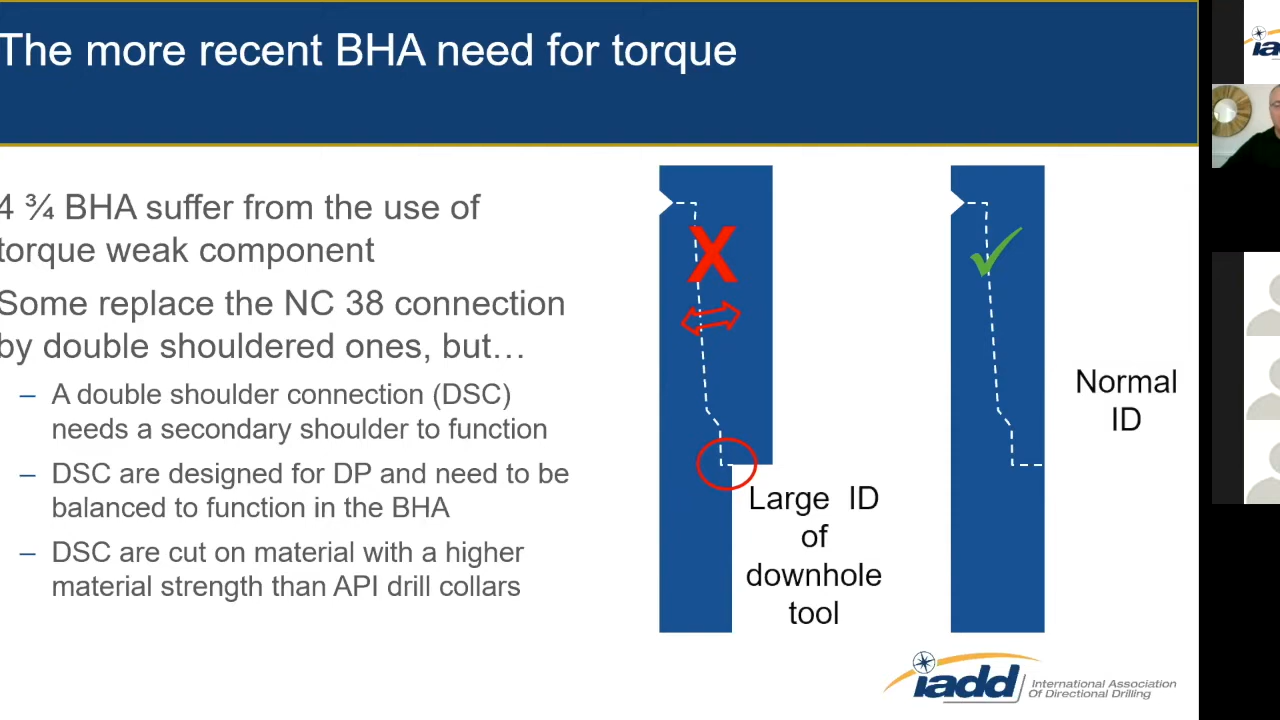 The more recent BHA need for torque
4 ¾ BHA suffer from the use of
torque weak component
Some replace the NC 38 connection
by double shouldered ones, but…
– A double shoulder connection (DSC)
needs a secondary shoulder to function
– DSC are designed for DP and need to be
balanced to function in the BHA
– DSC are cut on material with a higher
material strength than API drill collars
X
Large ID
of
downhole
tool
Normal
ID
iadd
International Association
Of Directional Drilling